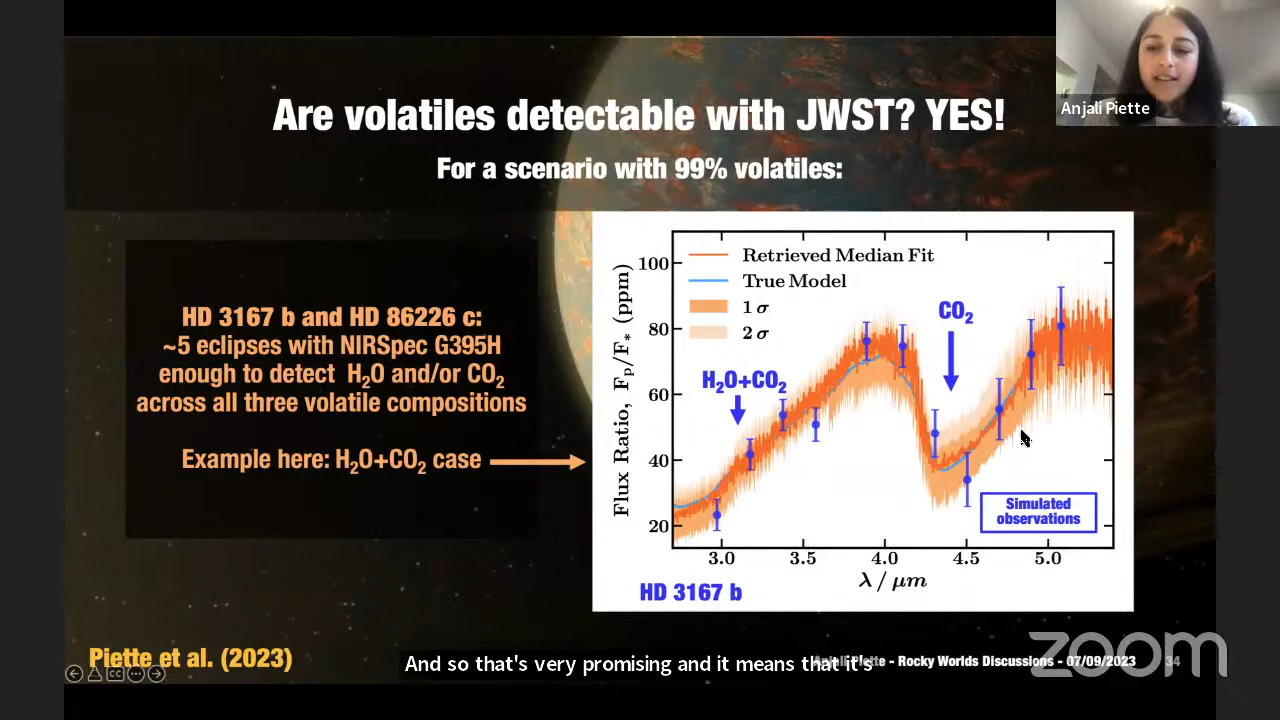 Anjali Piette
Are volatiles detectable with JWST? YES!
For a scenario with 99% volatiles:
HD 3167 b and HD 86226 c:
~5 eclipses with NIRSpec G395H
enough to detect H₂O and/or CO₂
across all three volatile compositions
Example here: H₂O+CO₂ case
Flux Ratio, Fₚ/F⁎ (ppm)
100
80
60
40
20
Retrieved Median Fit
True Model
1 σ
2 σ
H₂O+CO₂
CO₂
Simulated
observations
3.0 3.5 4.0 4.5 5.0
λ / μm
HD 3167 b
Piette et al. (2023)
And so that's very promising and it means that it's
Piette - Rocky Worlds Discussions - 07/09/2023 34
zoom
CC